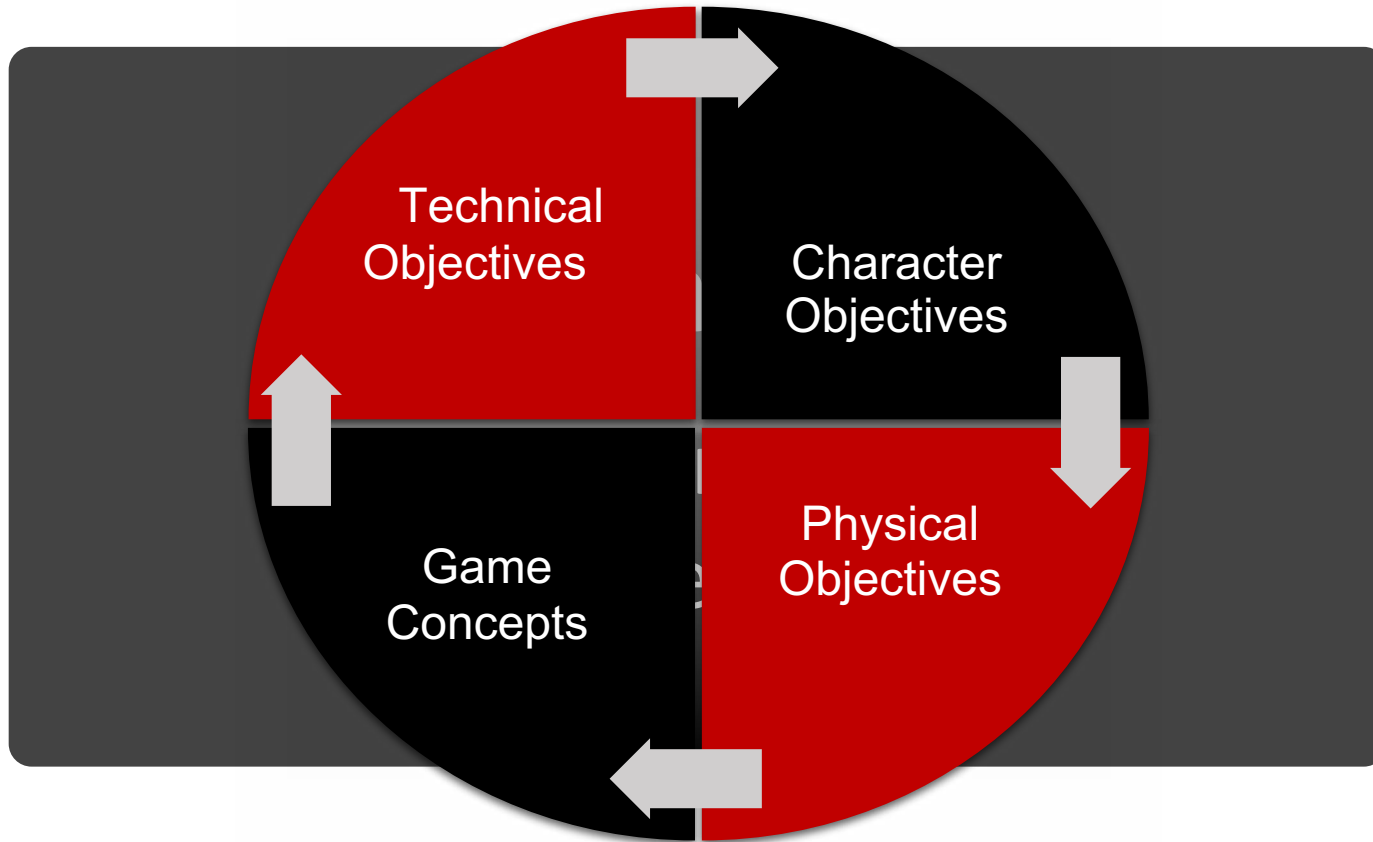 Technical
Objectives
Character
Objectives
Physical
Objectives
Game
Concepts